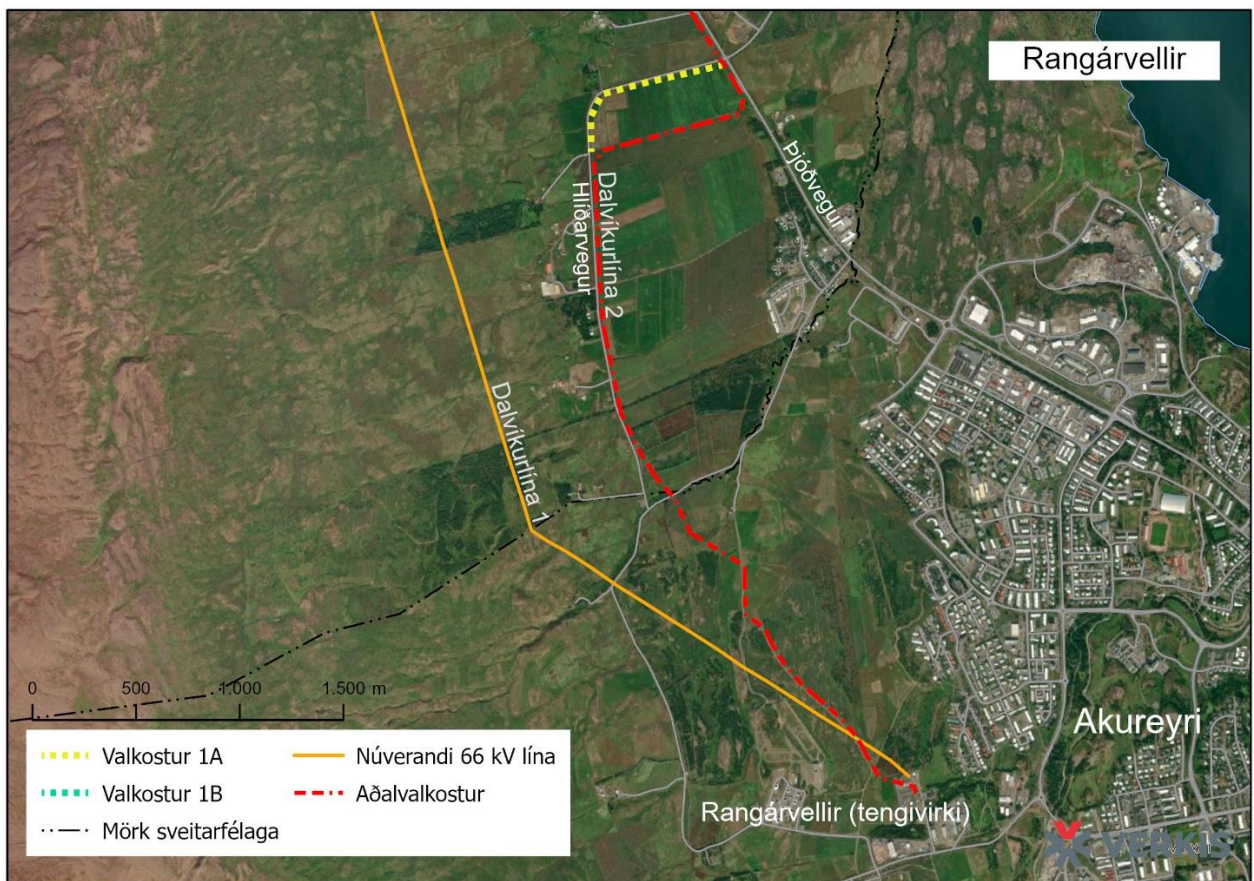 Rangárvellir
Þjóðvegur 1
Dalvíkurlína 2
Hlíðarvegur
Dalvíkurlína 1
0 500 1.000 1.500 m
Akureyri
Rangárvellir (tengivirki)
Valkostur 1A
Valkostur 1B
Mörk sveitarfélaga
Núverandi 66 kV lína
Aðalvalkostur
VERKÍS